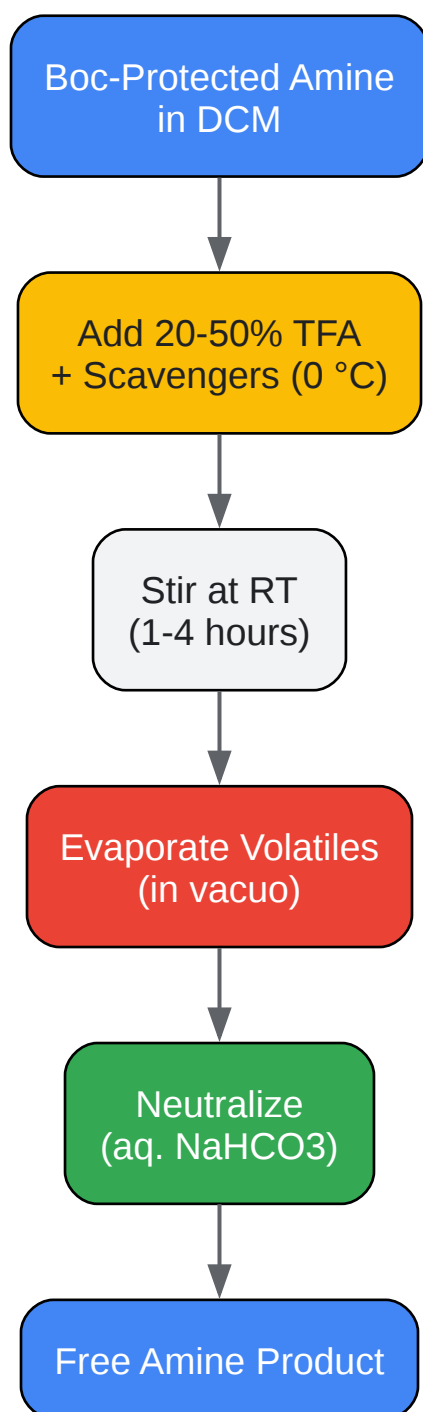 Boc-Protected Amine
in DCM
Add 20-50% TFA
+ Scavengers (0 °C)
Stir at RT
(1-4 hours)
Evaporate Volatiles
(in vacuo)
Neutralize
(aq. NaHCO3)
Free Amine Product